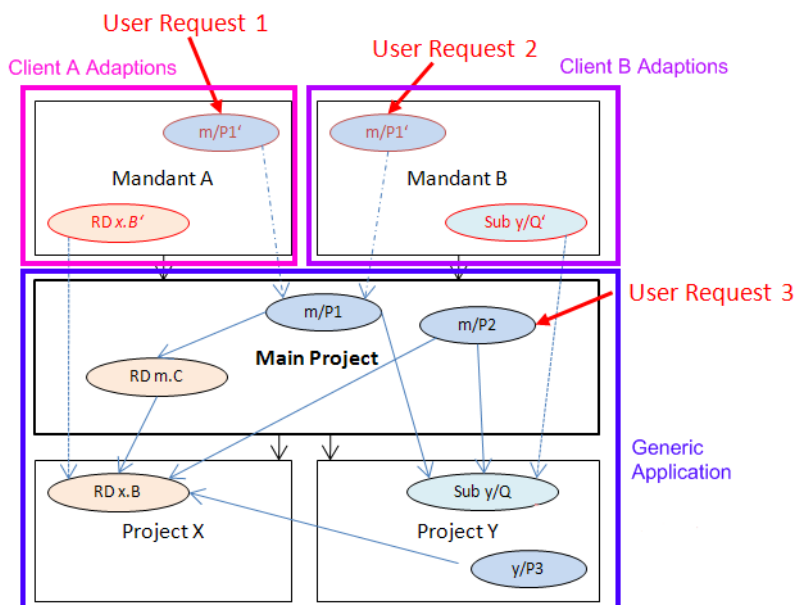 User Request 1
User Request 2
Client A Adaptions
Client B Adaptions
m/P1‘
m/P1‘
Mandant A
Mandant B
RD x.B‘
Sub y/Q‘
User Request 3
m/P1
m/P2
Main Project
RD m.C
Generic
Application
RD x.B
Sub y/Q
Project X
Project Y
y/P3